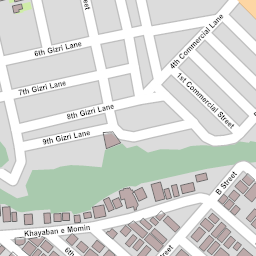 Street
4th Commercial Lane
6th Gizri Lane
7th Gizri Lane
1st Commercial Street
8th Gizri Lane
9th Gizri Lane
B Street
Khayaban e Momin